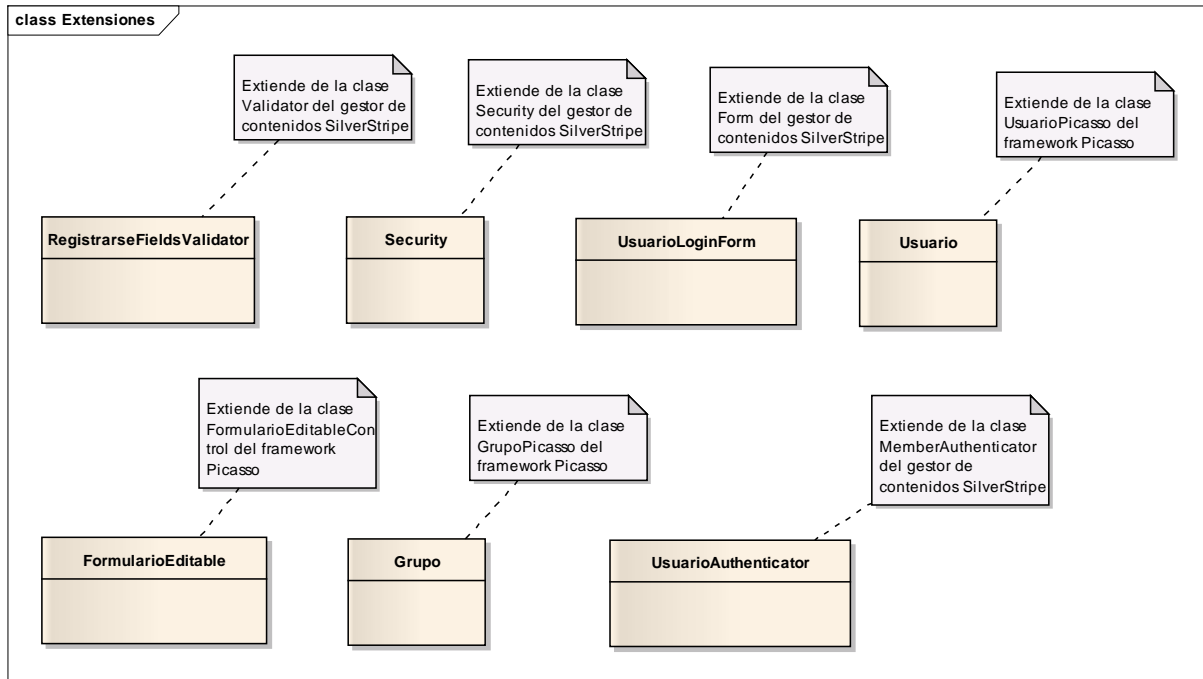 class Extensiones
Extiende de la clase
Validator del gestor de
contenidos SilverStripe
Extiende de la clase
Security del gestor de
contenidos SilverStripe
Extiende de la clase
Form del gestor de
contenidos SilverStripe
Extiende de la clase
UsuarioPicasso del
framework Picasso
RegistrarseFieldsValidator
Security
UsuarioLoginForm
Usuario
Extiende de la clase
FormularioEditableCon
trol del framework
Picasso
Extiende de la clase
GrupoPicasso del
framework Picasso
Extiende de la clase
MemberAuthenticator
del gestor de
contenidos SilverStripe
FormularioEditable
Grupo
UsuarioAuthenticator